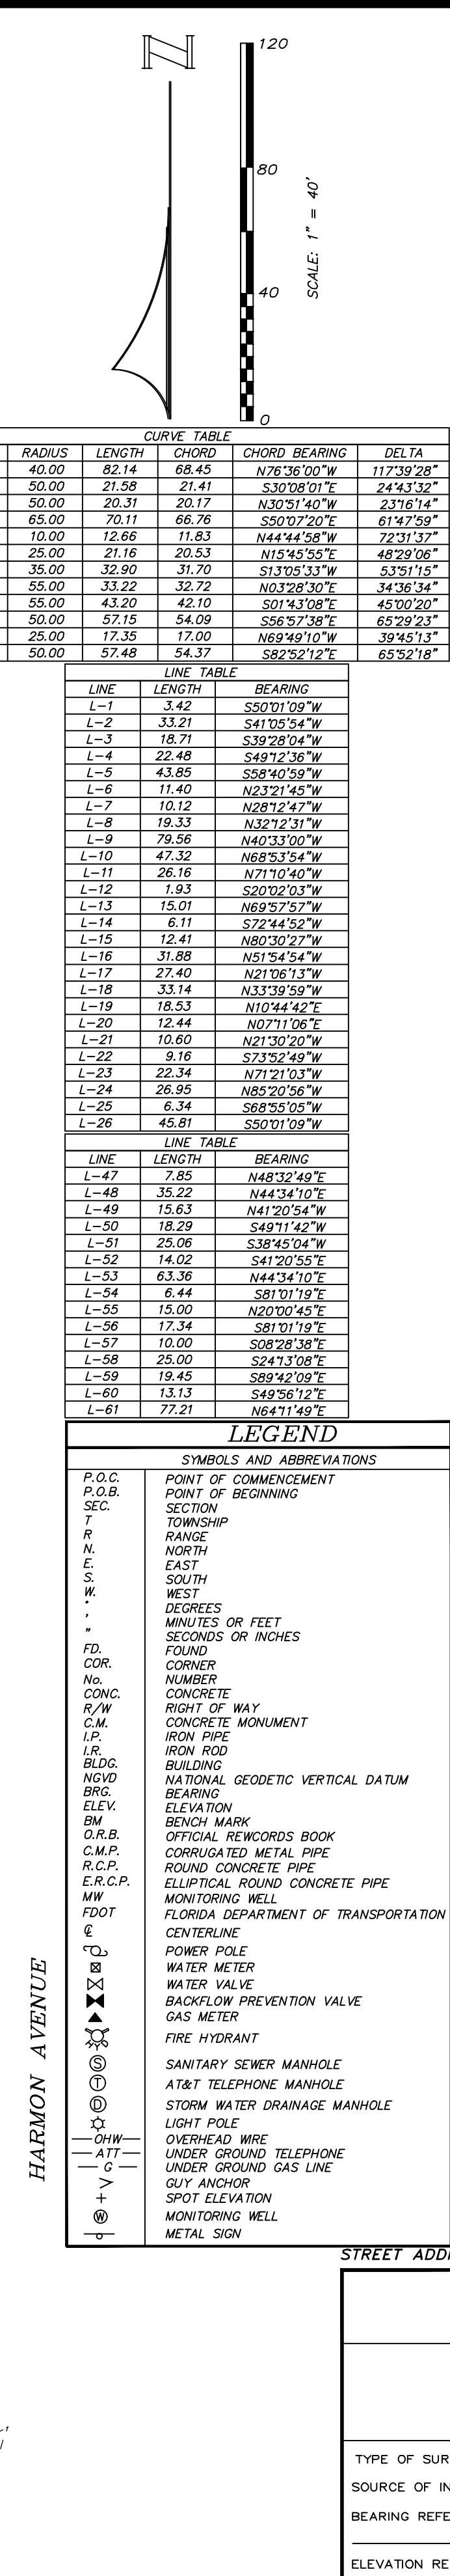 N
120
80
SCALE: 1" = 40'
40
0
CURVE TABLE
RADIUS LENGTH CHORD CHORD BEARING DELTA
40.00 82.14 68.45 N76°36'00"W 117°39'28"
50.00 21.58 21.41 S30°08'01"E 24°43'32"
50.00 20.31 20.17 N30°51'40"W 23°16'14"
65.00 70.11 66.76 S50°07'20"E 61°47'59"
10.00 12.66 11.83 N44°44'58"W 72°31'37"
25.00 21.16 20.53 N15°45'55"E 48°29'06"
35.00 32.90 31.70 S13°05'33"W 53°51'15"
55.00 33.22 32.72 N03°28'30"E 34°36'34"
55.00 43.20 42.10 S01°43'08"E 45°00'20"
50.00 57.15 54.09 S56°57'38"E 65°29'23"
25.00 17.35 17.00 N69°49'10"W 39°45'13"
50.00 57.48 54.37 S82°52'12"E 65°52'18"
LINE TABLE
LINE LENGTH BEARING
L-1 3.42 S50°01'09"W
L-2 33.21 S41°05'54"W
L-3 18.71 S39°28'04"W
L-4 22.48 S49°12'36"W
L-5 43.85 S58°40'59"W
L-6 11.40 N23°21'45"W
L-7 10.12 N28°12'47"W
L-8 19.33 N32°12'31"W
L-9 79.56 N40°33'00"W
L-10 47.32 N68°53'54"W
L-11 26.16 N71°10'40"W
L-12 1.93 S20°02'03"W
L-13 15.01 N69°57'57"W
L-14 6.11 S72°44'52"W
L-15 12.41 N80°30'27"W
L-16 31.88 N51°54'54"W
L-17 27.40 N21°06'13"W
L-18 33.14 N33°39'59"W
L-19 18.53 N10°44'42"E
L-20 12.44 N07°11'06"E
L-21 10.60 N21°30'20"W
L-22 9.16 S73°52'49"W
L-23 22.34 N71°21'03"W
L-24 26.95 N85°20'56"W
L-25 6.34 S68°55'05"W
L-26 45.81 S50°01'09"W
LINE TABLE
LINE LENGTH BEARING
L-47 7.85 N48°32'49"E
L-48 35.22 N44°34'10"E
L-49 15.63 N41°20'54"W
L-50 18.29 S49°11'42"W
L-51 25.06 S38°45'04"W
L-52 14.02 S41°20'55"E
L-53 63.36 N44°34'10"E
L-54 6.44 S81°01'19"E
L-55 15.00 N20°00'45"E
L-56 17.34 S81°01'19"E
L-57 10.00 S08°28'38"E
L-58 25.00 S24°13'08"E
L-59 19.45 S89°42'09"E
L-60 13.13 S49°56'12"E
L-61 77.21 N64°11'49"E
LEGEND
SYMBOLS AND ABBREVIATIONS
P.O.C. POINT OF COMMENCEMENT
P.O.B. POINT OF BEGINNING
SEC. SECTION
T TOWNSHIP
R RANGE
N. NORTH
E. EAST
S. SOUTH
W. WEST
° DEGREES
' MINUTES OR FEET
" SECONDS OR INCHES
FD. FOUND
COR. CORNER
No. NUMBER
CONC. CONCRETE
R/W RIGHT OF WAY
C.M. CONCRETE MONUMENT
I.P. IRON PIPE
I.R. IRON ROD
BLDG. BUILDING
NGVD NATIONAL GEODETIC VERTICAL DATUM
BRG. BEARING
ELEV. ELEVATION
BM BENCH MARK
O.R.B. OFFICIAL REWCORDS BOOK
C.M.P. CORRUGATED METAL PIPE
R.C.P. ROUND CONCRETE PIPE
E.R.C.P. ELLIPTICAL ROUND CONCRETE PIPE
MW MONITORING WELL
FDOT FLORIDA DEPARTMENT OF TRANSPORTATION
℄ CENTERLINE
POWER POLE
WATER METER
WATER VALVE
BACKFLOW PREVENTION VALVE
GAS METER
FIRE HYDRANT
S SANITARY SEWER MANHOLE
T AT&T TELEPHONE MANHOLE
D STORM WATER DRAINAGE MANHOLE
LIGHT POLE
OHW OVERHEAD WIRE
ATT UNDER GROUND TELEPHONE
G UNDER GROUND GAS LINE
GUY ANCHOR
+ SPOT ELEVATION
W MONITORING WELL
METAL SIGN
HARMON AVENUE
STREET ADD
TYPE OF SUR
SOURCE OF IN
BEARING REFE
ELEVATION RE